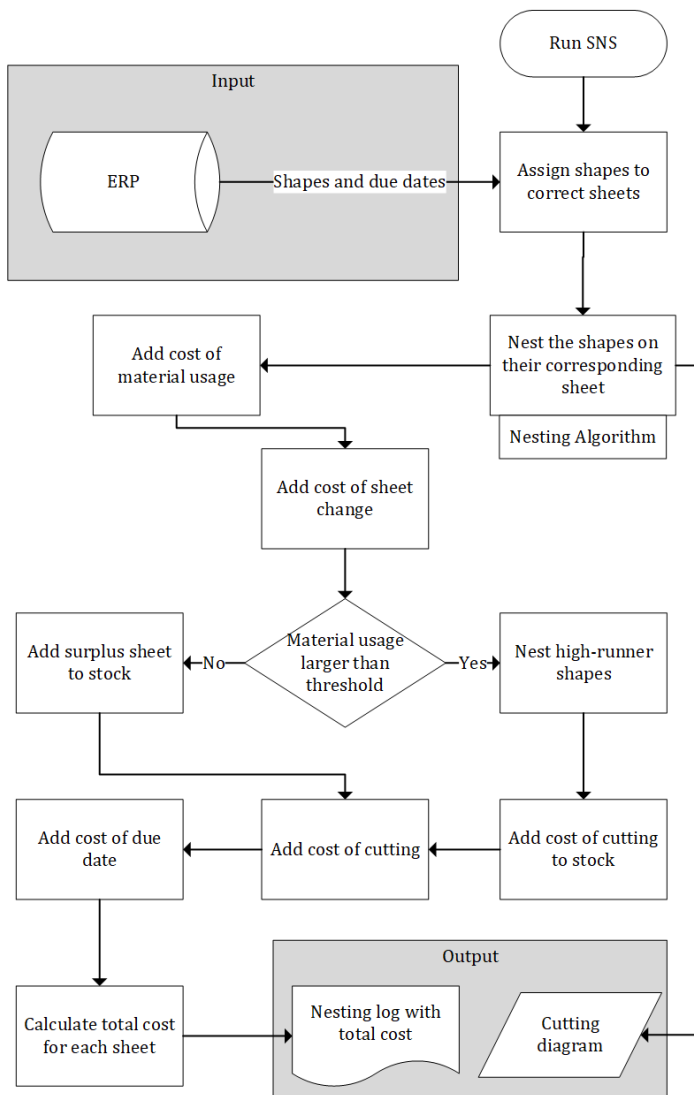 Run SNS
Input
ERP
Shapes and due dates
Assign shapes to
correct sheets
Add cost of
material usage
Nest the shapes on
their corresponding
sheet
Nesting Algorithm
Add cost of sheet
change
Add surplus sheet
to stock
No
Material usage
larger than
threshold
Yes
Nest high-runner
shapes
Add cost of due
date
Add cost of cutting
Add cost of cutting
to stock
Output
Calculate total cost
for each sheet
Nesting log with
total cost
Cutting
diagram